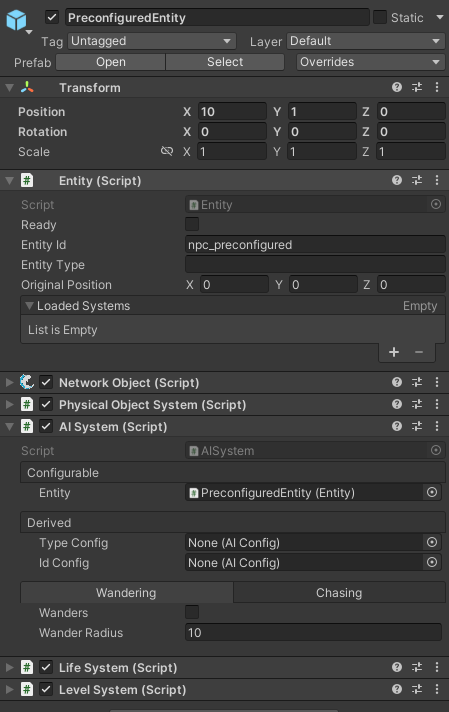 PreconfiguredEntity Static
Tag Untagged Layer Default
Prefab Open Select Overrides
Transform
Position X 10 Y 1 Z 0
Rotation X 0 Y 0 Z 0
Scale X 1 Y 1 Z 1
# Entity (Script)
Script # Entity
Ready
Entity Id npc_preconfigured
Entity Type
Original Position X 0 Y 0 Z 0
Loaded Systems Empty
List is Empty
+ −
Network Object (Script)
# Physical Object System (Script)
# AI System (Script)
Script # AISystem
Configurable
Entity # PreconfiguredEntity (Entity)
Derived
Type Config None (AI Config)
Id Config None (AI Config)
Wandering Chasing
Wanders
Wander Radius 10
# Life System (Script)
# Level System (Script)